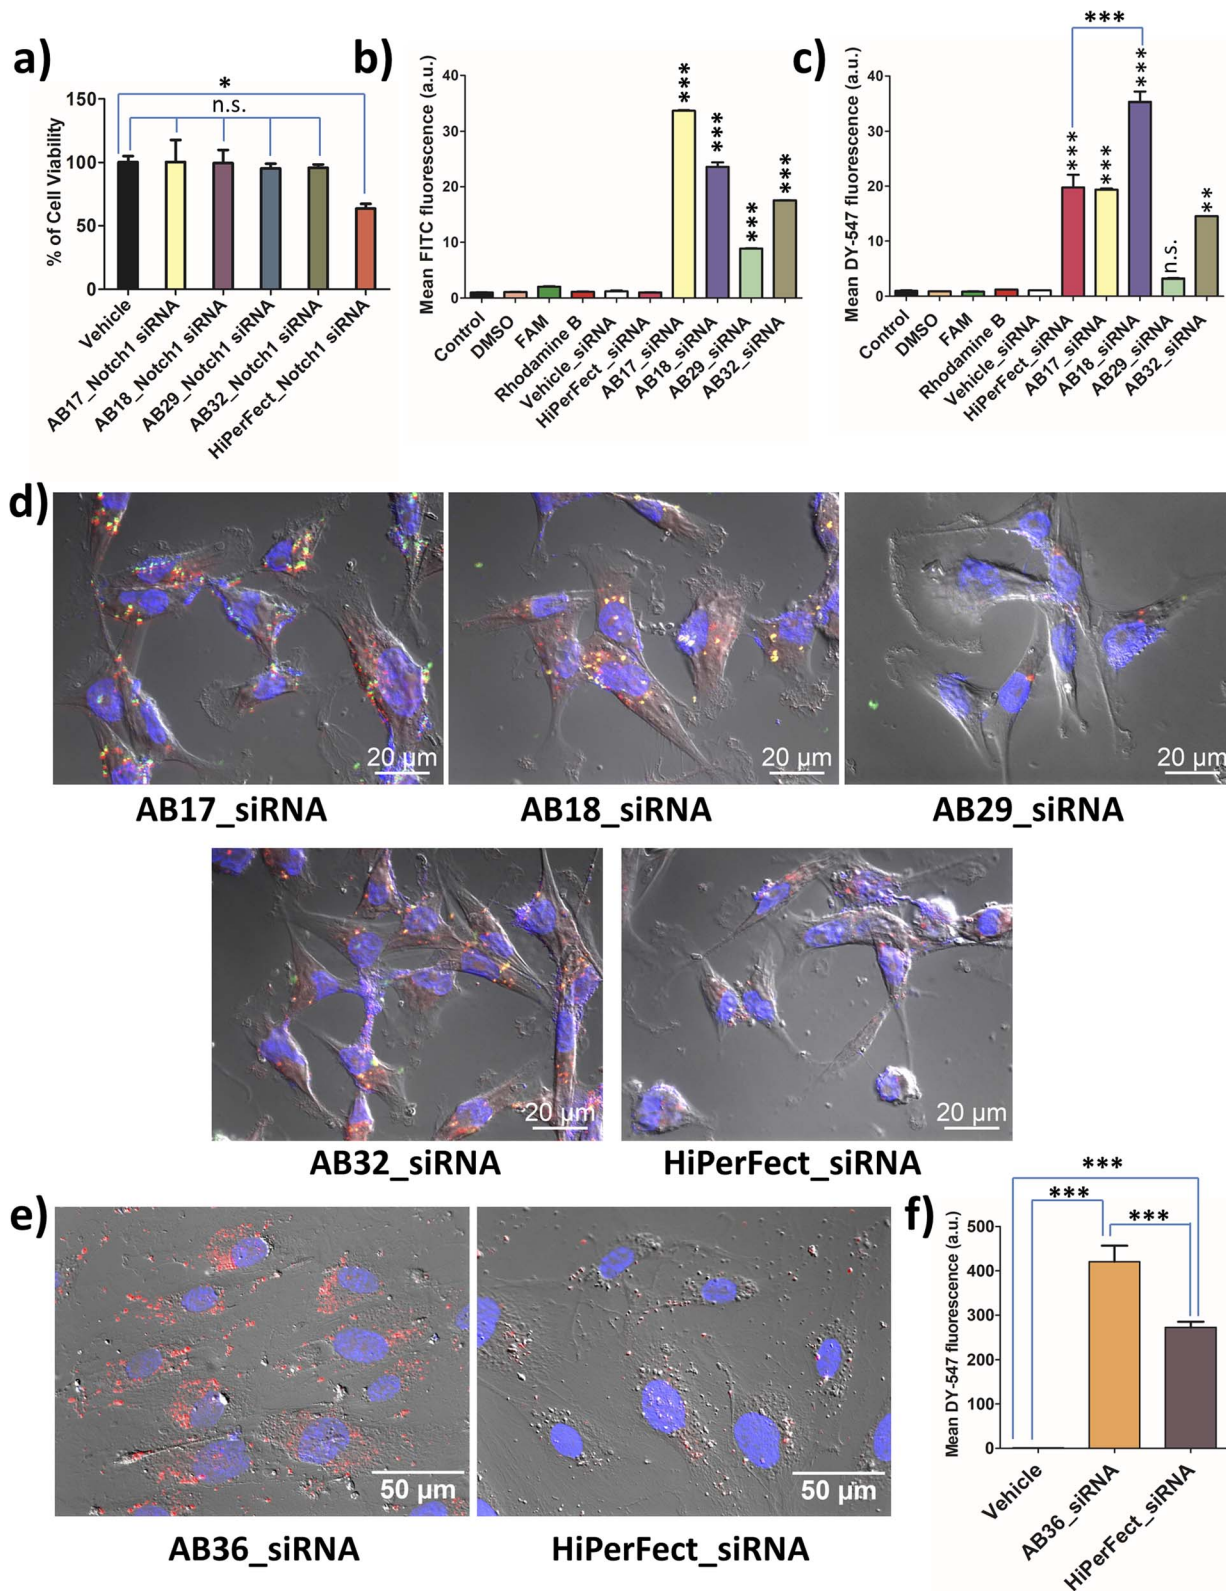 a)
% of Cell Viability
150
100
50
0
*
n.s.
Vehicle
AB17_Notch1 siRNA
AB18_Notch1 siRNA
AB29_Notch1 siRNA
AB32_Notch1 siRNA
HiPerFect_Notch1 siRNA
b)
Mean FITC fluorescence (a.u.)
40
30
20
10
0
***
***
***
***
Control
DMSO
FAM
Rhodamine B
Vehicle_siRNA
HiPerFect_siRNA
AB17_siRNA
AB18_siRNA
AB29_siRNA
AB32_siRNA
c)
Mean DY-547 fluorescence (a.u.)
40
30
20
10
0
***
***
***
***
n.s.
**
Control
DMSO
FAM
Rhodamine B
Vehicle_siRNA
HiPerFect_siRNA
AB17_siRNA
AB18_siRNA
AB29_siRNA
AB32_siRNA
d)
20 µm
20 µm
20 µm
AB17_siRNA
AB18_siRNA
AB29_siRNA
20 µm
20 µm
AB32_siRNA
HiPerFect_siRNA
e)
50 µm
50 µm
AB36_siRNA
HiPerFect_siRNA
f)
Mean DY-547 fluorescence (a.u.)
500
400
300
200
100
0
***
***
***
Vehicle
AB36_siRNA
HiPerFect_siRNA